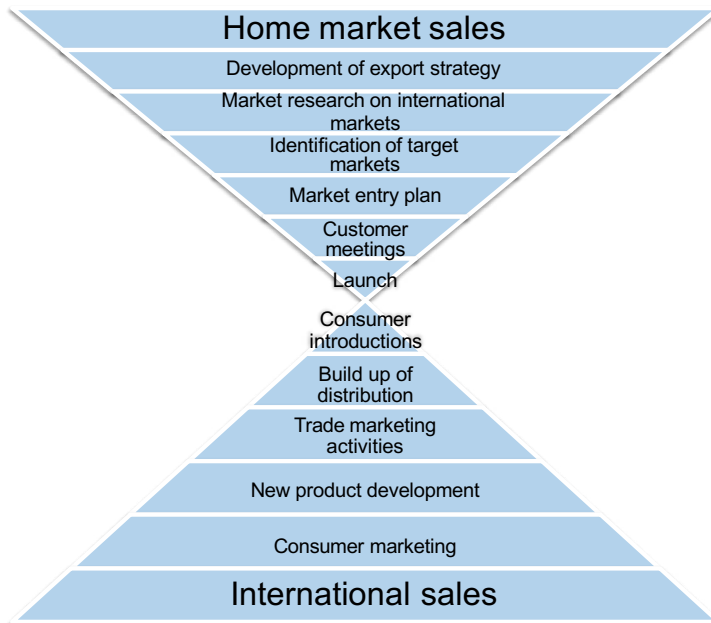 Home market sales
Development of export strategy
Market research on international
markets
Identification of target
markets
Market entry plan
Customer
meetings
Launch
Consumer
introductions
Build up of
distribution
Trade marketing
activities
New product development
Consumer marketing
International sales